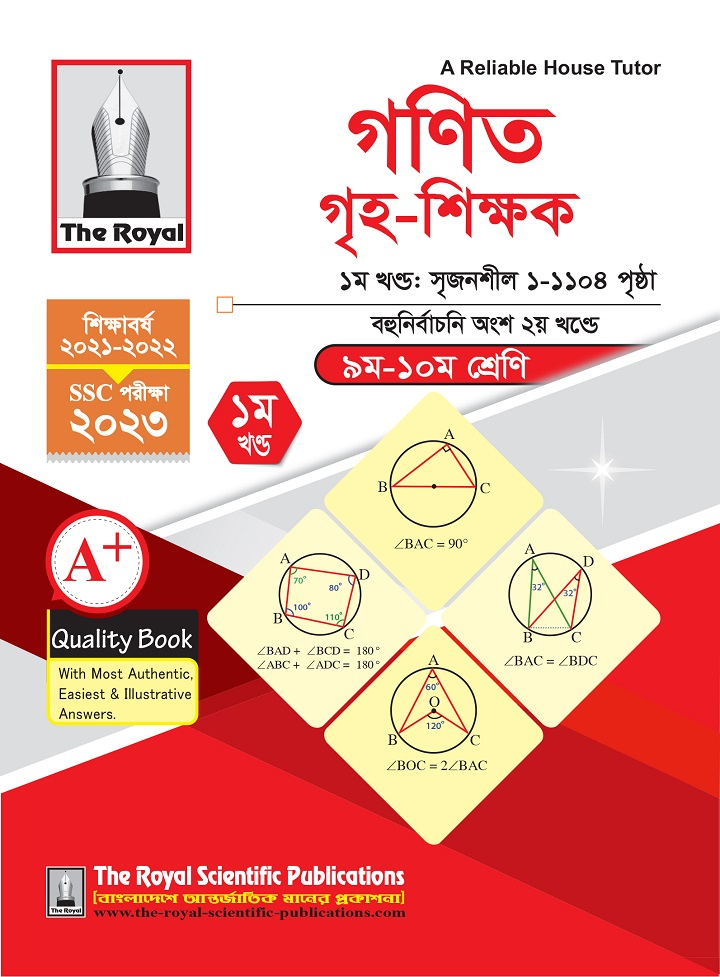 A Reliable House Tutor
The Royal
গণিত
গৃহ-শিক্ষক
১ম খণ্ড: সৃজনশীল ১-১১০৪ পৃষ্ঠা
বহুনির্বাচনি অংশ ২য় খণ্ডে
৯ম-১০ম শ্রেণি
শিক্ষাবর্ষ
২০২১-২০২২
SSC পরীক্ষা
২০২৩
১ম
খণ্ড
A
B
C
∠BAC = 90°
A+
Quality Book
With Most Authentic,
Easiest & Illustrative
Answers.
A
D
70°
80°
B
100°
110°
C
∠BAD + ∠BCD = 180°
∠ABC + ∠ADC = 180°
A
D
32°
32°
B
C
∠BAC = ∠BDC
A
60°
O
120°
B
C
∠BOC = 2∠BAC
The Royal
The Royal Scientific Publications
[বাংলাদেশে আন্তর্জাতিক মানের প্রকাশনা]
www.the-royal-scientific-publications.com